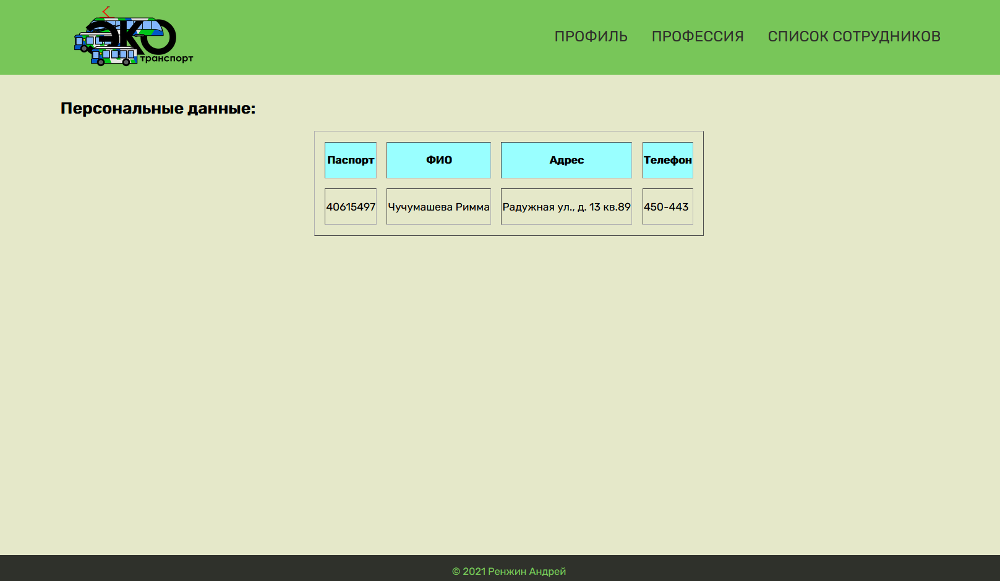 ЭКО
транспорт
ПРОФИЛЬ ПРОФЕССИЯ СПИСОК СОТРУДНИКОВ
Персональные данные:
Паспорт ФИО Адрес Телефон
40615497 Чучумашева Римма Радужная ул., д. 13 кв.89 450-443
© 2021 Ренжин Андрей